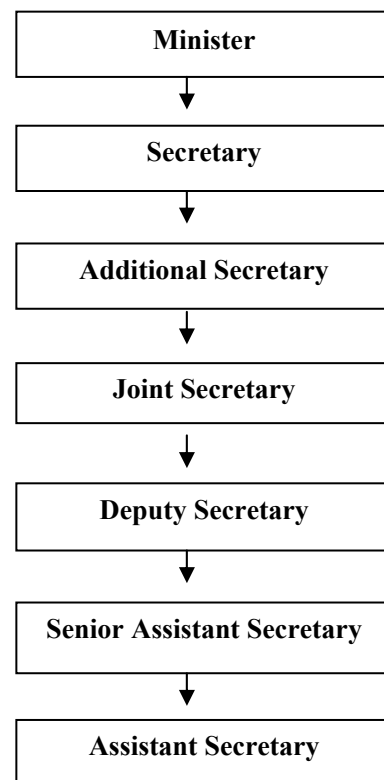 Minister
Secretary
Additional Secretary
Joint Secretary
Deputy Secretary
Senior Assistant Secretary
Assistant Secretary